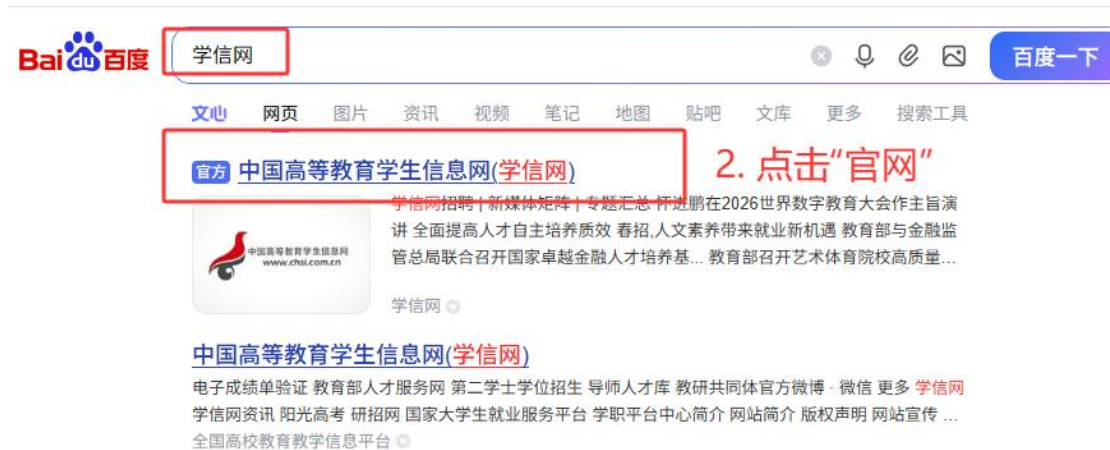 Bai du 百度
学信网
百度一下
文心 网页 图片 资讯 视频 笔记 地图 贴吧 文库 更多 搜索工具
官方 中国高等教育学生信息网(学信网)
2. 点击“官网”
学信网招聘 | 新媒体矩阵 | 专题汇总 怀进鹏在2026世界数字教育大会作主旨演
讲 全面提高人才自主培养质效 春招,人文素养带来就业新机遇 教育部与金融监
管总局联合召开国家卓越金融人才培养基... 教育部召开艺术体育院校高质量...
中国高等教育学生信息网
www.chsi.com.cn
学信网
中国高等教育学生信息网(学信网)
电子成绩单验证 教育部人才服务网 第二学士学位招生 导师人才库 教研共同体官方微博 · 微信 更多 学信网
学信网资讯 阳光高考 研招网 国家大学生就业服务平台 学职平台中心简介 网站简介 版权声明 网站宣传 ...
全国高校教育教学信息平台